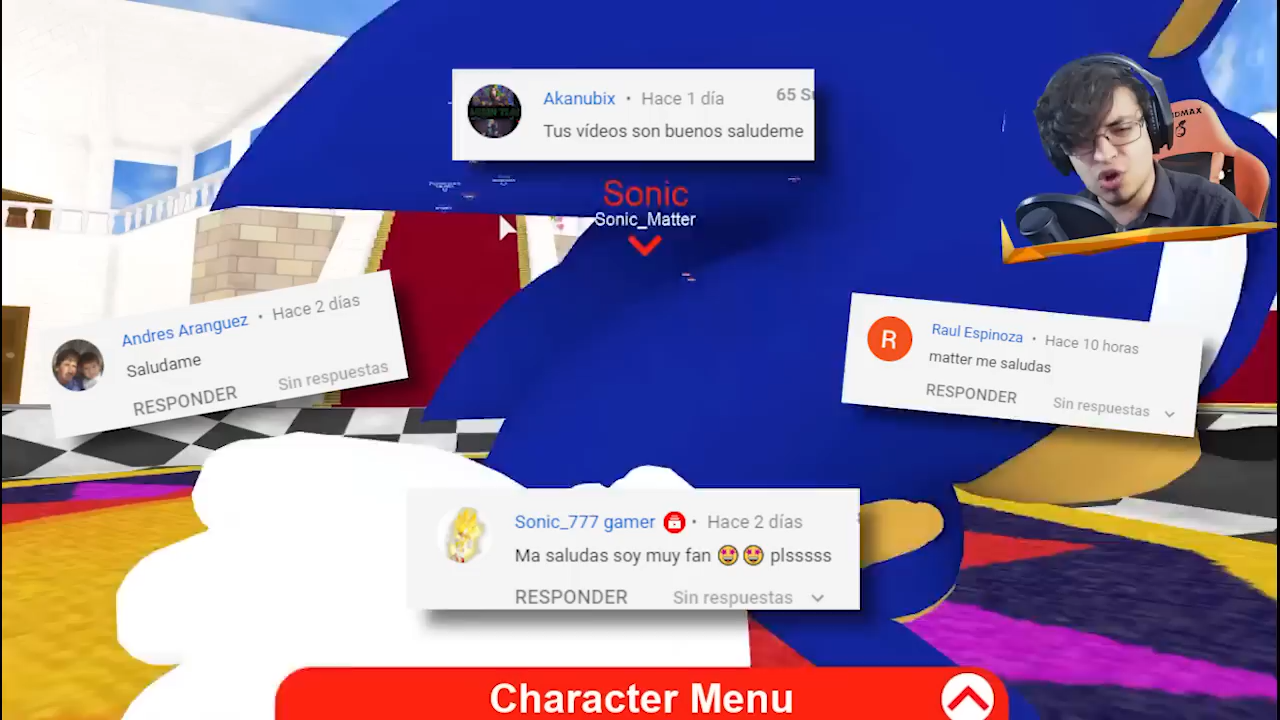 Akanubix • Hace 1 día
65 S
Tus vídeos son buenos saludeme
Sonic
Sonic_Matter
Andres Aranguez • Hace 2 días
Saludame
RESPONDER Sin respuestas
R
Raul Espinoza • Hace 10 horas
matter me saludas
RESPONDER Sin respuestas
Sonic_777 gamer • Hace 2 días
Ma saludas soy muy fan 🤩🤩 plsssss
RESPONDER Sin respuestas
Character Menu